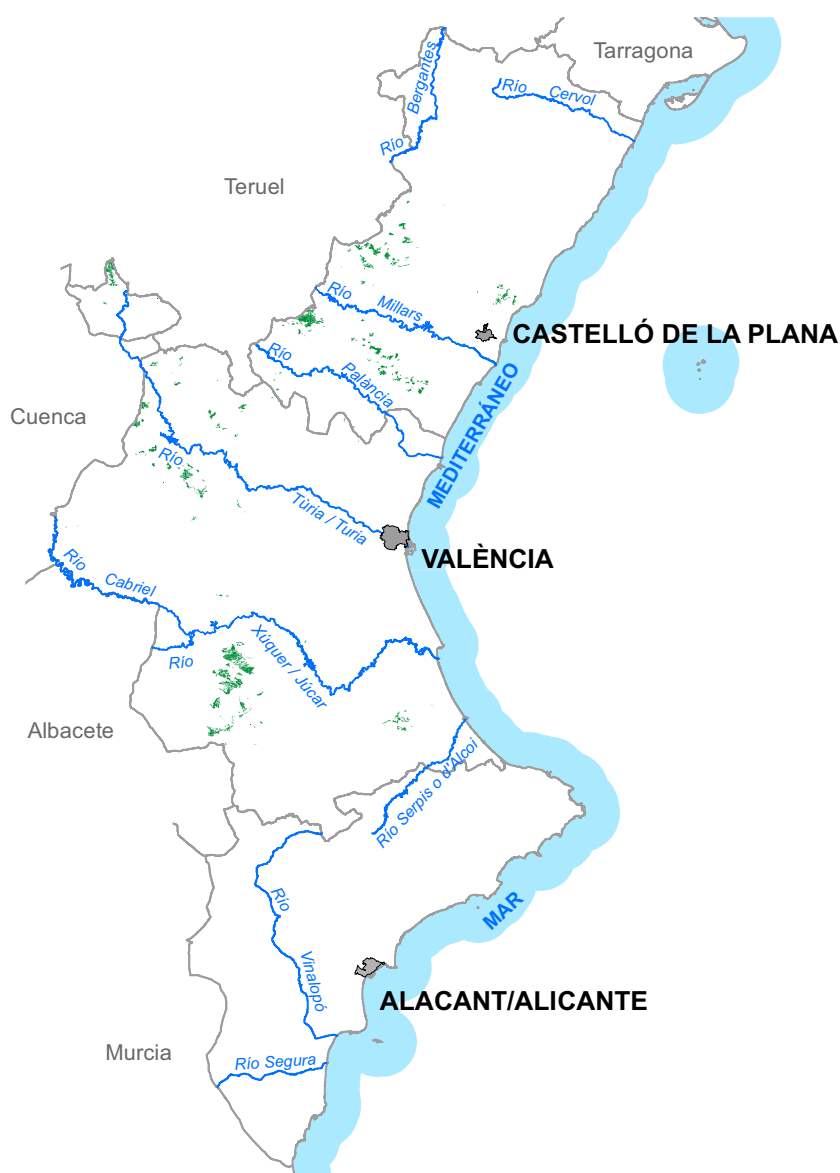 Tarragona
Río Bergantes
Río Cervol
Teruel
Río Millars
CASTELLÓ DE LA PLANA
Río Palància
Cuenca
MEDITERRÁNEO
Río Túria / Turia
VALÈNCIA
Río Cabriel
Río Xúquer / Júcar
Albacete
Río Serpis o d'Alcoi
MAR
Río Vinalopó
ALACANT/ALICANTE
Murcia
Río Segura